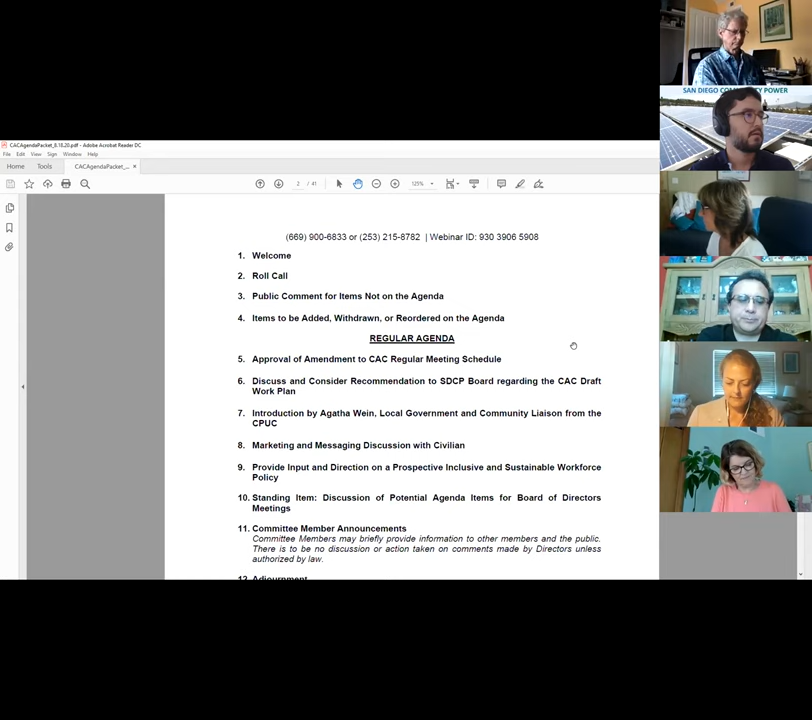 SAN DIEGO COMMUNITY POWER
CACAgendaPacket_8.18.20.pdf - Adobe Acrobat Reader DC
File Edit View Sign Window Help
Home Tools CACAgendaPacket_... ×
2 / 41 125%
(669) 900-6833 or (253) 215-8782 | Webinar ID: 930 3906 5908
1. Welcome
2. Roll Call
3. Public Comment for Items Not on the Agenda
4. Items to be Added, Withdrawn, or Reordered on the Agenda
REGULAR AGENDA
5. Approval of Amendment to CAC Regular Meeting Schedule
6. Discuss and Consider Recommendation to SDCP Board regarding the CAC Draft
Work Plan
7. Introduction by Agatha Wein, Local Government and Community Liaison from the
CPUC
8. Marketing and Messaging Discussion with Civilian
9. Provide Input and Direction on a Prospective Inclusive and Sustainable Workforce
Policy
10. Standing Item: Discussion of Potential Agenda Items for Board of Directors
Meetings
11. Committee Member Announcements
Committee Members may briefly provide information to other members and the public.
There is to be no discussion or action taken on comments made by Directors unless
authorized by law.
12. Adjournment